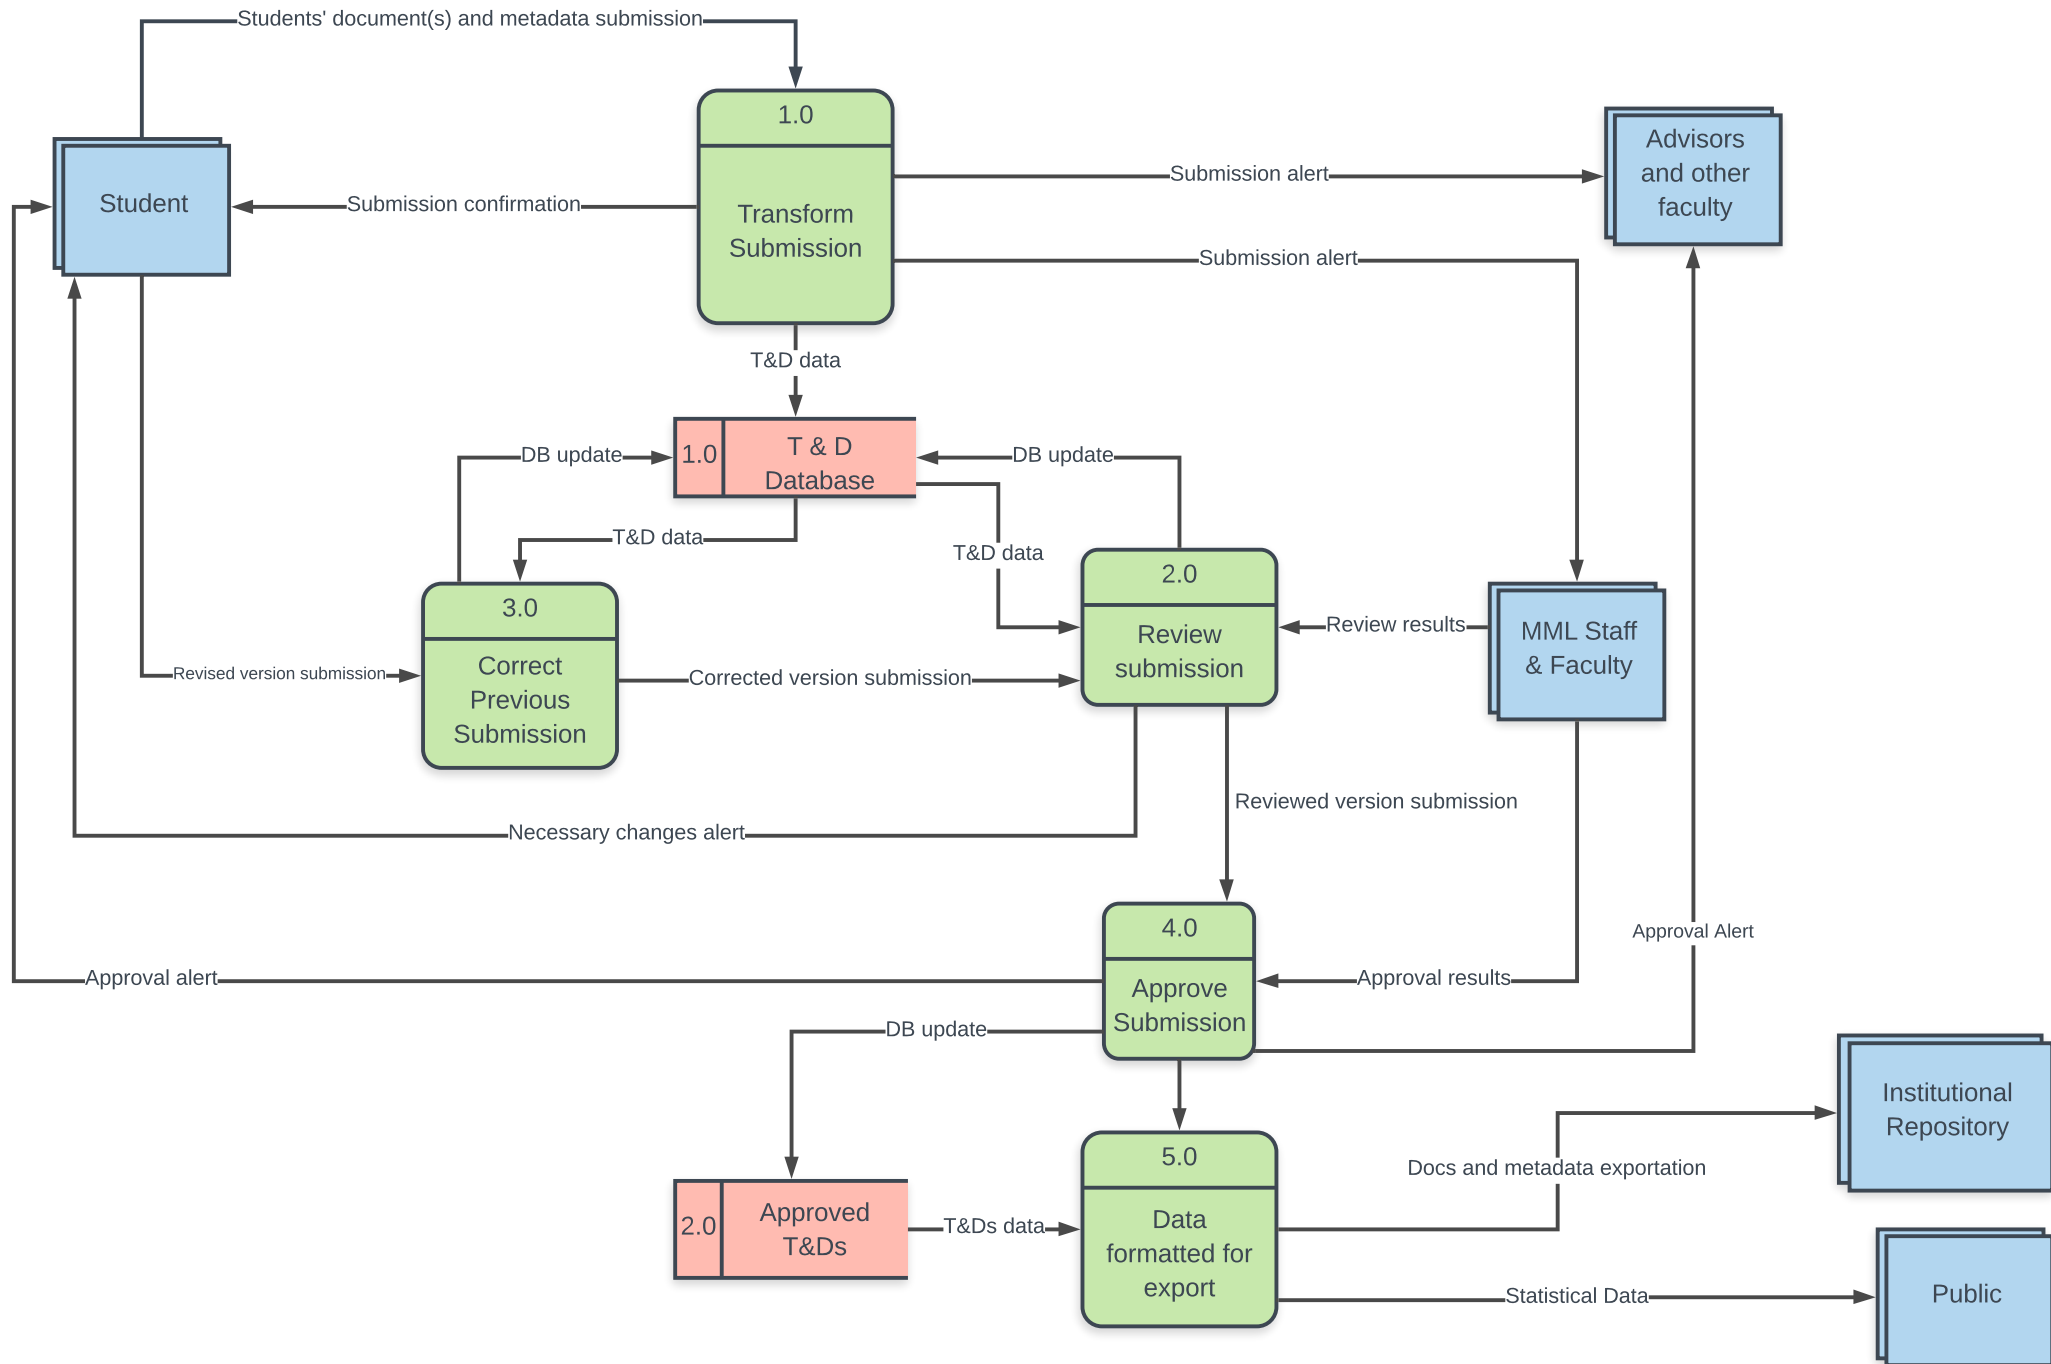 Students' document(s) and metadata submission
1.0
Transform
Submission
Student
Submission confirmation
Submission alert
Advisors
and other
faculty
Submission alert
T&D data
1.0
T & D
Database
DB update
DB update
T&D data
T&D data
2.0
Review
submission
3.0
Correct
Previous
Submission
Revised version submission
Corrected version submission
Review results
MML Staff
& Faculty
Reviewed version submission
Necessary changes alert
4.0
Approve
Submission
Approval Alert
Approval alert
Approval results
DB update
Institutional
Repository
5.0
Data
formatted for
export
Docs and metadata exportation
2.0
Approved
T&Ds
T&Ds data
Statistical Data
Public